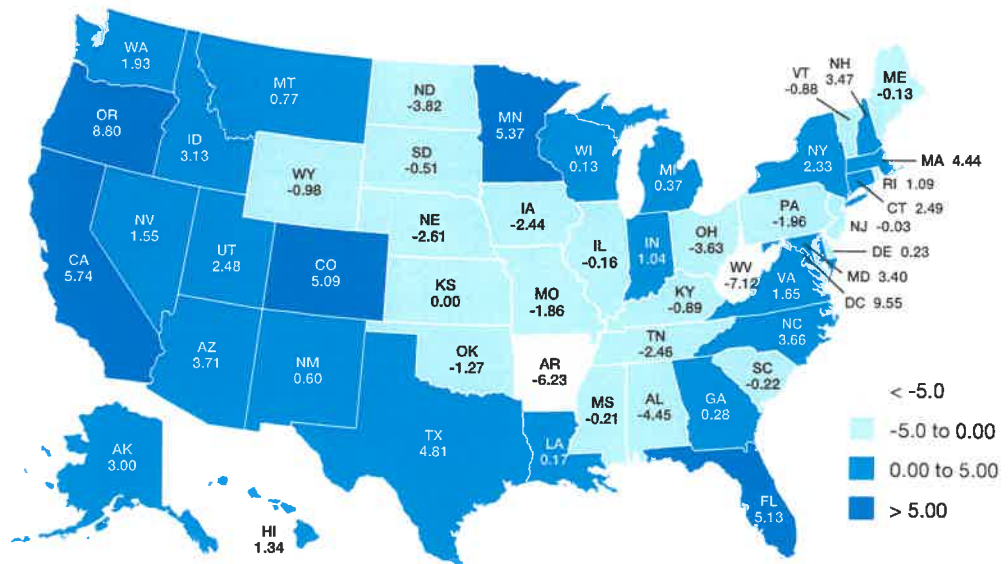 WA
1.93
MT
0.77
ND
-3.82
MN
5.37
VT
-0.88
NH
3.47
ME
-0.13
OR
8.80
ID
3.13
SD
-0.51
WI
0.13
MI
0.37
NY
2.33
MA 4.44
WY
-0.98
RI 1.09
CT 2.49
NJ -0.03
NV
1.55
UT
2.48
NE
-2.61
IA
-2.44
IL
-0.16
IN
1.04
OH
-3.63
PA
-1.96
DE 0.23
MD 3.40
DC 9.55
CA
5.74
CO
5.09
KS
0.00
MO
-1.86
KY
-0.89
WV
-7.12
VA
1.65
AZ
3.71
NM
0.60
OK
-1.27
AR
-6.23
TN
-2.46
NC
3.66
SC
-0.22
TX
4.81
LA
0.17
MS
-0.21
AL
-4.45
GA
0.28
FL
5.13
AK
3.00
HI
1.34
< -5.0
-5.0 to 0.00
0.00 to 5.00
> 5.00